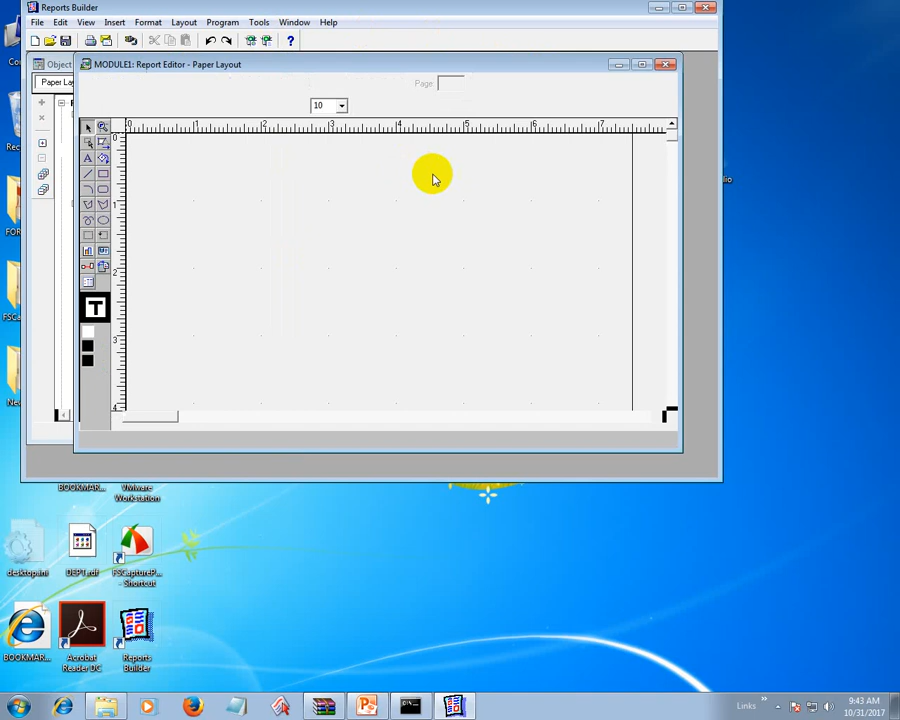 Reports Builder
File Edit View Insert Format Layout Program Tools Window Help
Object
MODULE1: Report Editor - Paper Layout
Paper Lay
Page
10
0 1 2 3 4 5 6 7
0
1
2
3
4
A
T
BOOKMAR...
VMware
Workstation
desktop.ini
DEPT.rdf
FSCaptureP...
- Shortcut
BOOKMAR...
Acrobat
Reader DC
Reports
Builder
Links
9:43 AM
10/31/2017